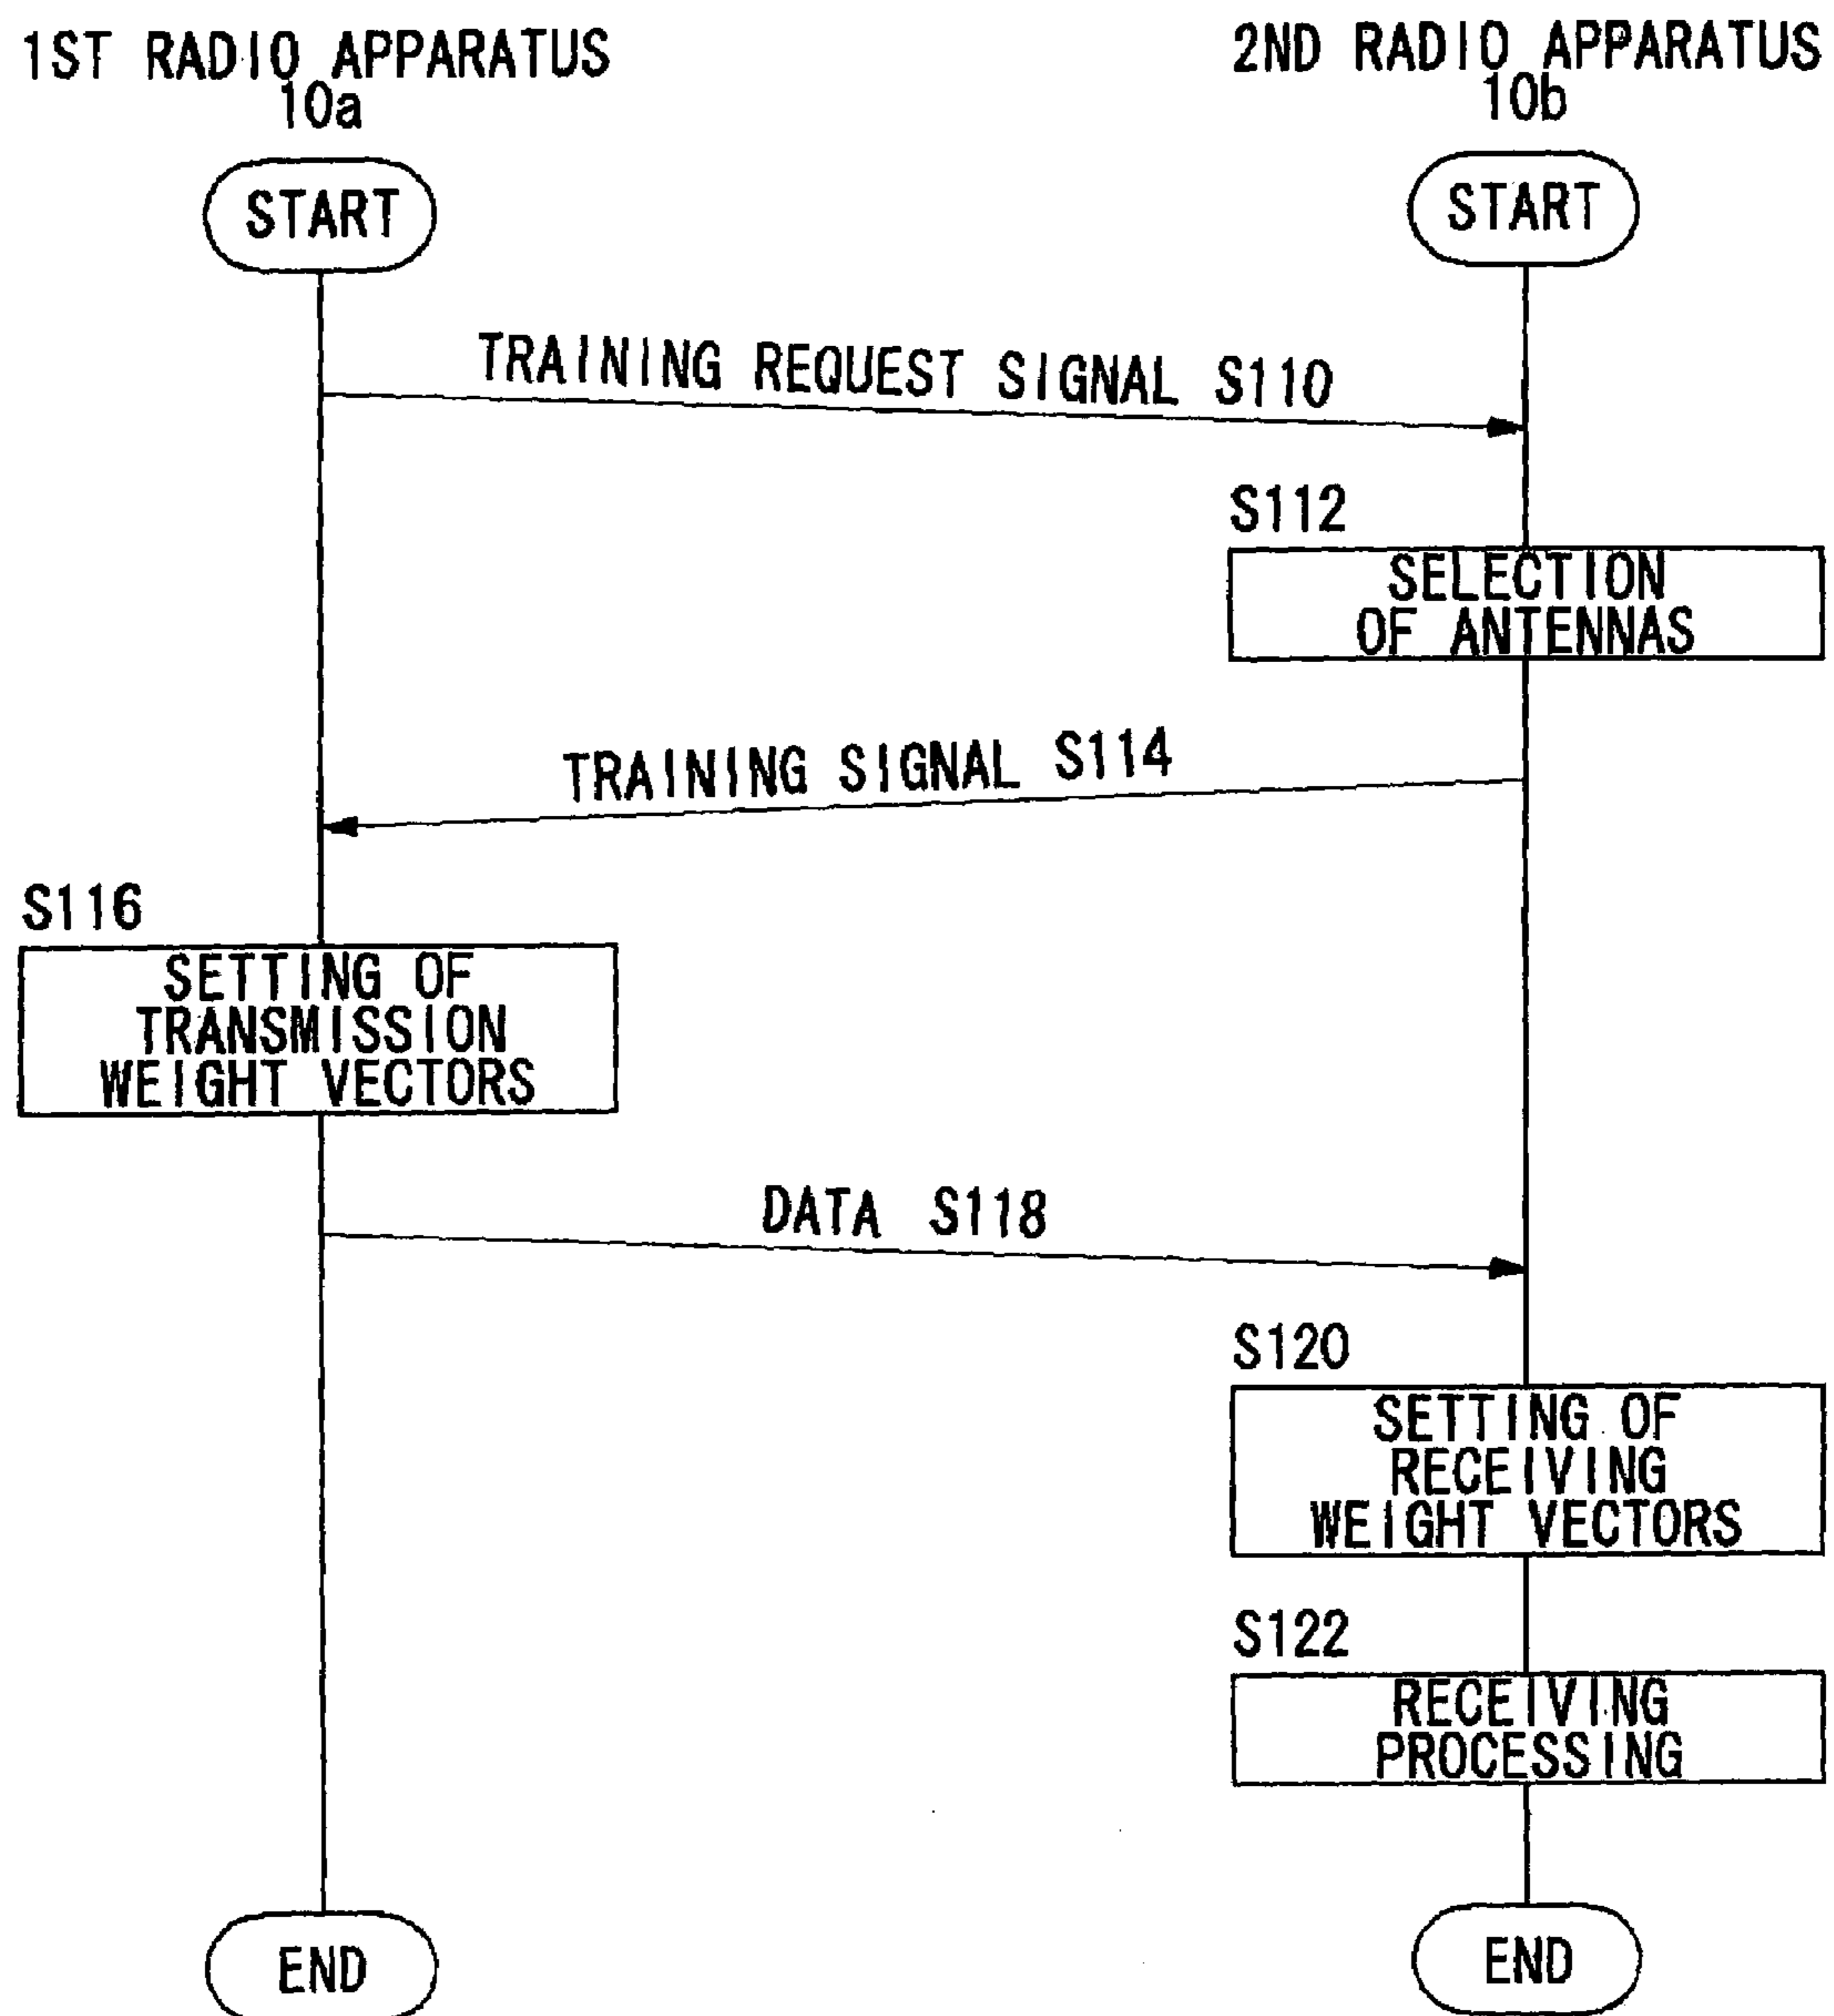 1ST RADIO APPARATUS
10a
2ND RADIO APPARATUS
10b
START
START
TRAINING REQUEST SIGNAL S110
S112
SELECTION
OF ANTENNAS
TRAINING SIGNAL S114
S116
SETTING OF
TRANSMISSION
WEIGHT VECTORS
DATA S118
S120
SETTING OF
RECEIVING
WEIGHT VECTORS
S122
RECEIVING
PROCESSING
END
END